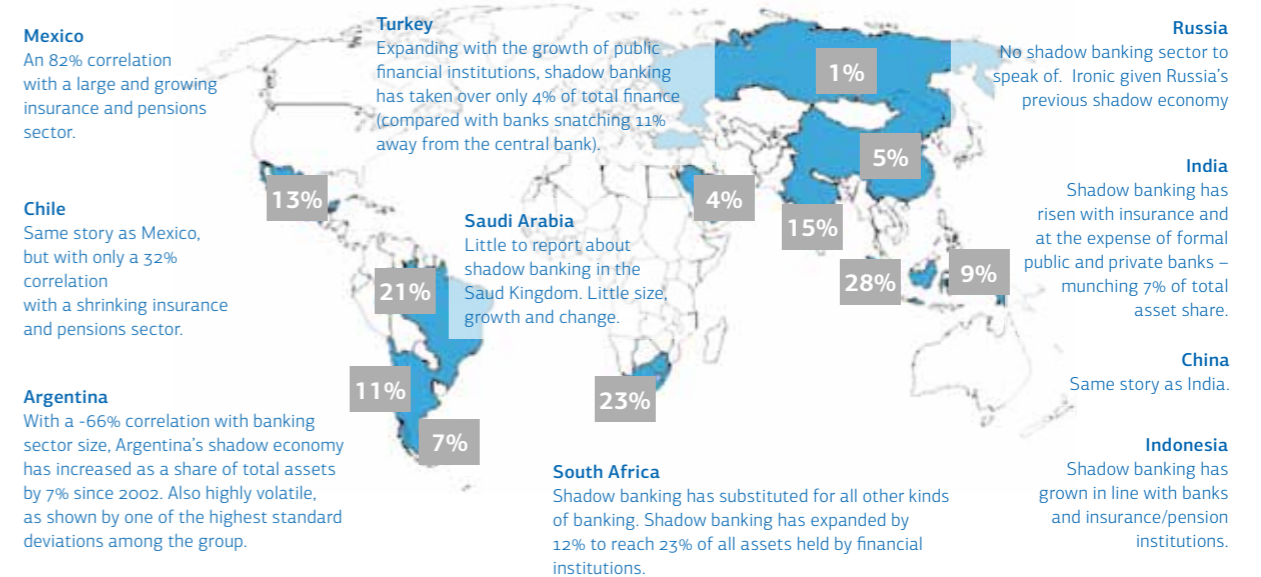 Mexico
An 82% correlation
with a large and growing
insurance and pensions
sector.
Chile
Same story as Mexico,
but with only a 32%
correlation
with a shrinking insurance
and pensions sector.
Argentina
With a -66% correlation with banking
sector size, Argentina's shadow economy
has increased as a share of total assets
by 7% since 2002. Also highly volatile,
as shown by one of the highest standard
deviations among the group.
Turkey
Expanding with the growth of public
financial institutions, shadow banking
has taken over only 4% of total finance
(compared with banks snatching 11%
away from the central bank).
Saudi Arabia
Little to report about
shadow banking in the
Saud Kingdom. Little size,
growth and change.
South Africa
Shadow banking has substituted for all other kinds
of banking. Shadow banking has expanded by
12% to reach 23% of all assets held by financial
institutions.
Russia
No shadow banking sector to
speak of. Ironic given Russia's
previous shadow economy
India
Shadow banking has
risen with insurance and
at the expense of formal
public and private banks –
munching 7% of total
asset share.
China
Same story as India.
Indonesia
Shadow banking has
grown in line with banks
and insurance/pension
institutions.
13%
21%
11%
7%
23%
1%
5%
4%
15%
28%
9%